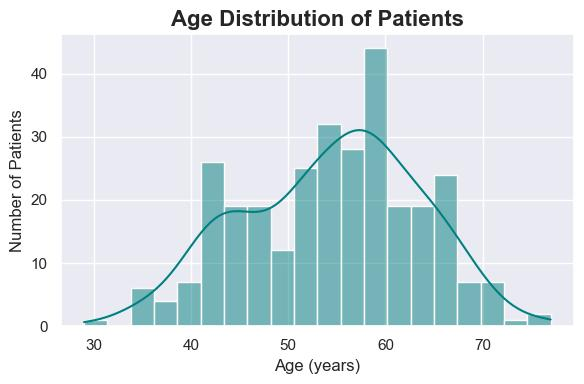 Age Distribution of Patients
Number of Patients
40
30
20
10
0
30 40 50 60 70
Age (years)